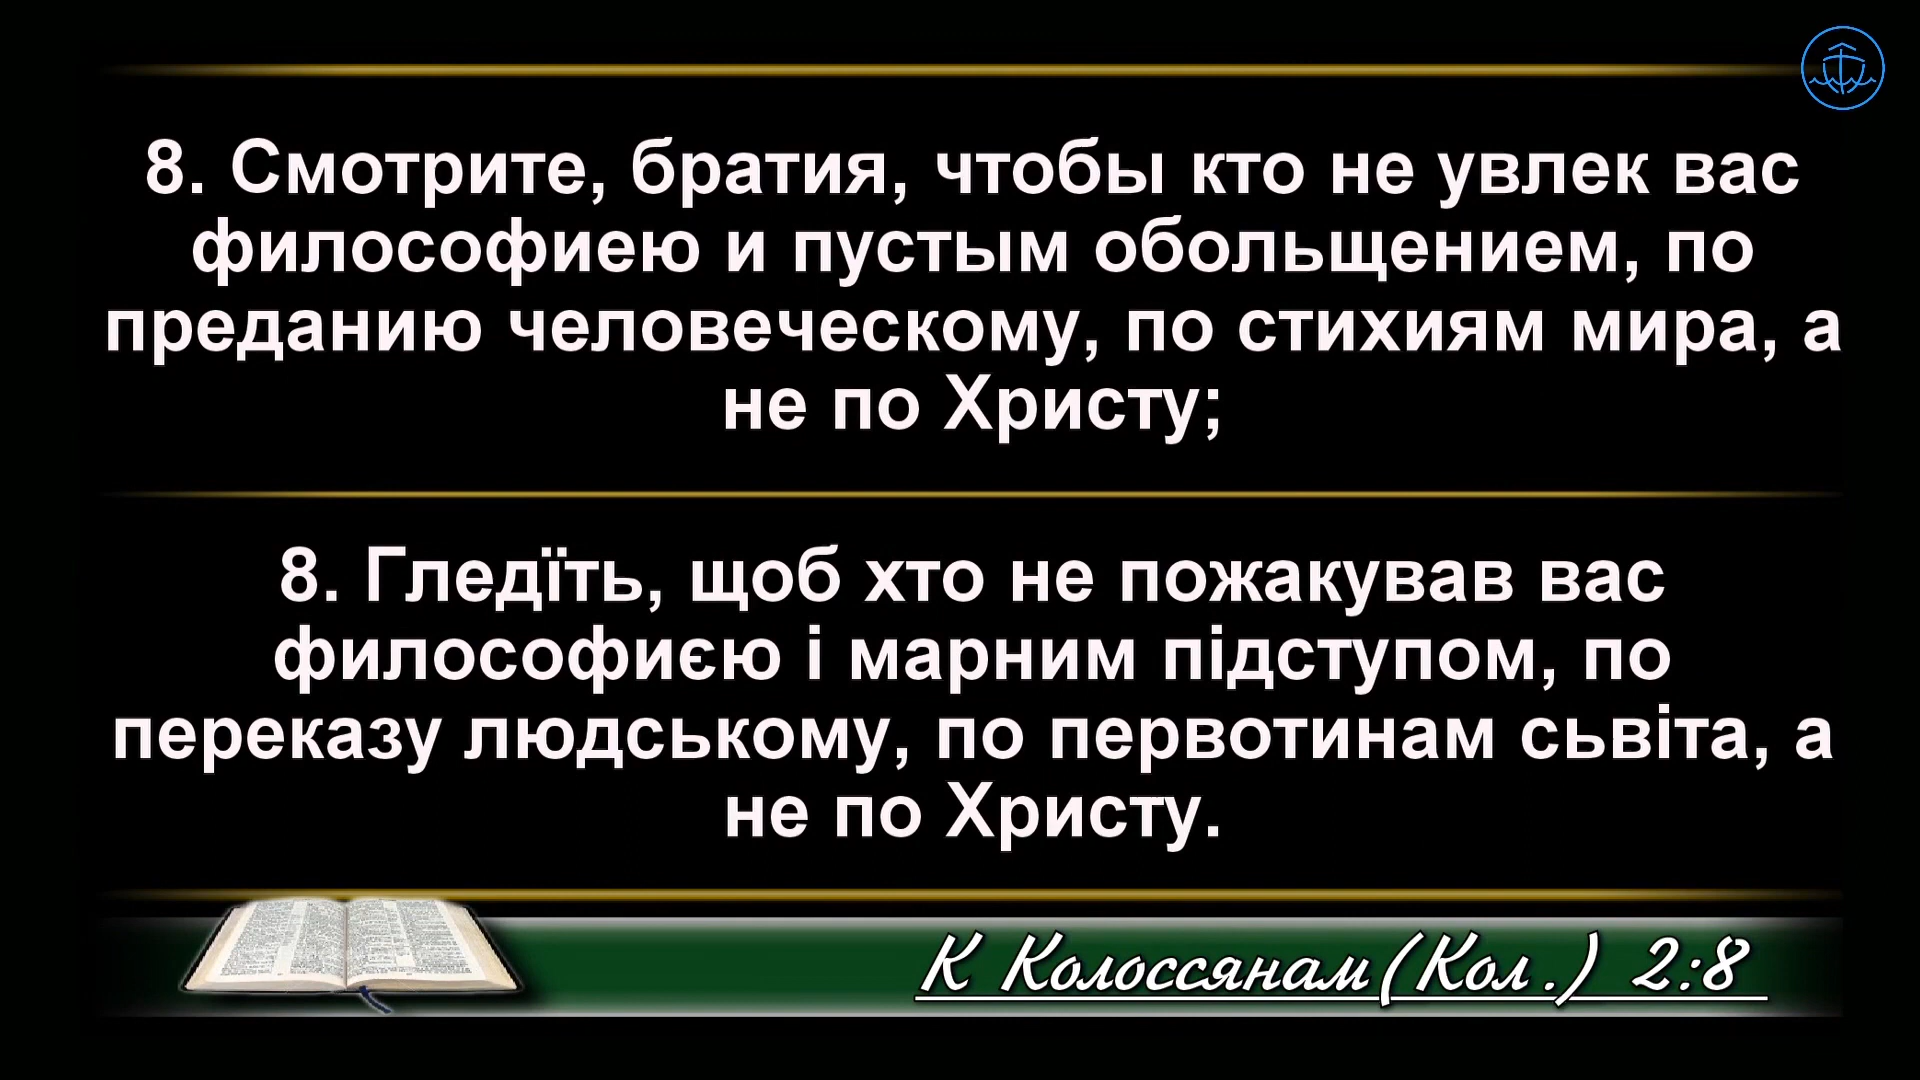 8. Смотрите, братия, чтобы кто не увлек вас
философиею и пустым обольщением, по
преданию человеческому, по стихиям мира, а
не по Христу;
8. Гледїть, щоб хто не пожакував вас
философиєю і марним підступом, по
переказу людському, по первотинам сьвіта, а
не по Христу.
К Колоссянам(Кол.) 2:8